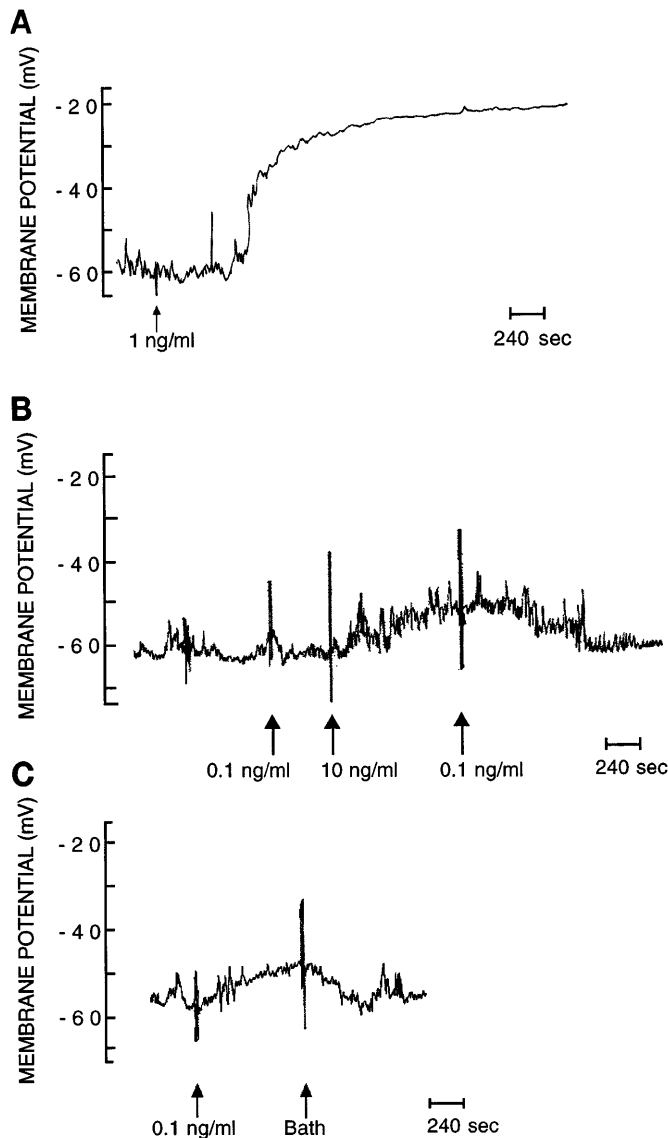 A
MEMBRANE POTENTIAL (mV)
-20
-40
-60
1 ng/ml
240 sec
B
MEMBRANE POTENTIAL (mV)
-20
-40
-60
0.1 ng/ml 10 ng/ml 0.1 ng/ml 240 sec
C
MEMBRANE POTENTIAL (mV)
-20
-40
-60
0.1 ng/ml Bath 240 sec